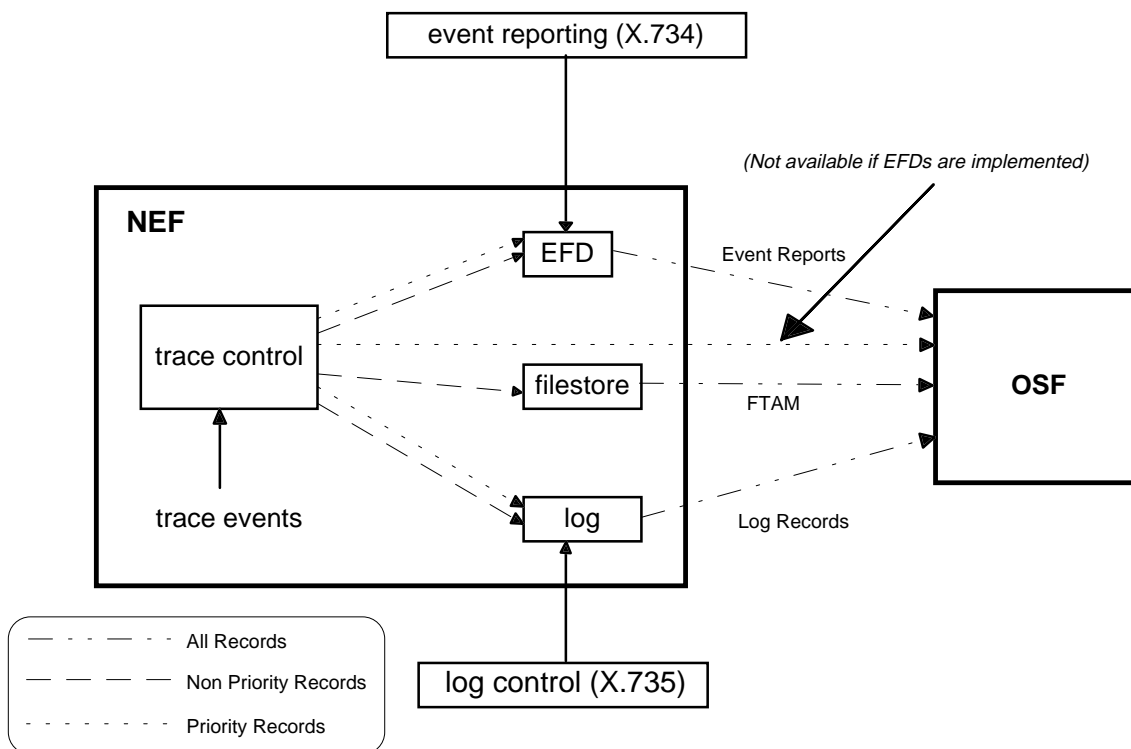 event reporting (X.734)
(Not available if EFDs are implemented)
NEF
EFD
Event Reports
trace control
filestore
FTAM
OSF
trace events
log
Log Records
log control (X.735)
All Records
Non Priority Records
Priority Records